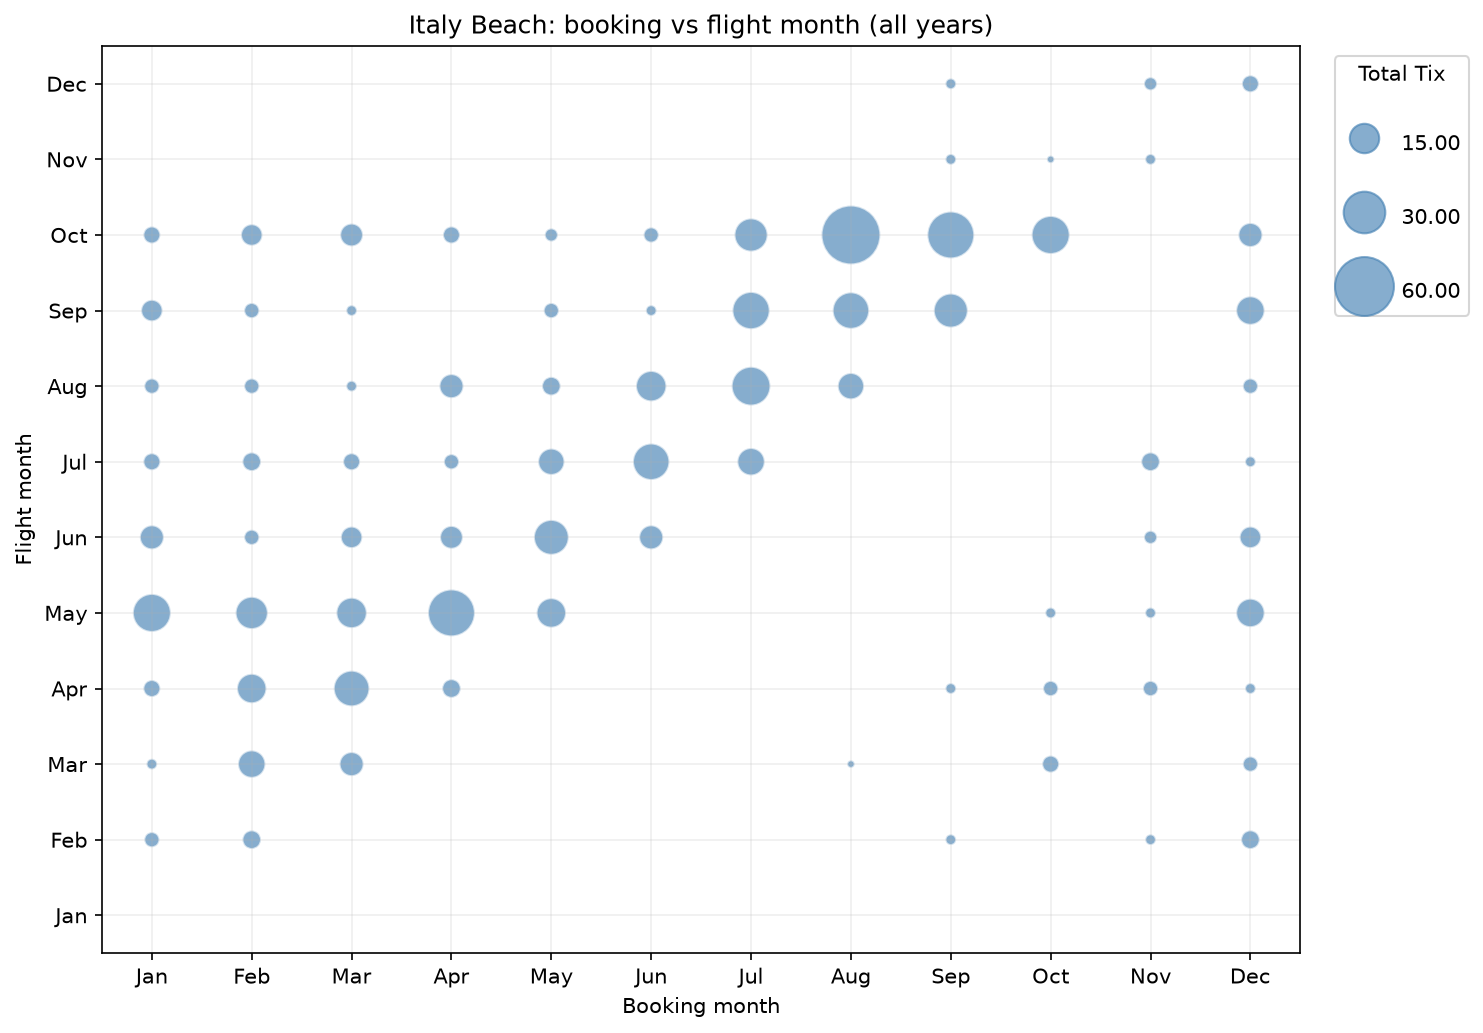 Italy Beach: booking vs flight month (all years)
Total Tix
15.00
30.00
60.00
Flight month
Dec
Nov
Oct
Sep
Aug
Jul
Jun
May
Apr
Mar
Feb
Jan
Jan Feb Mar Apr May Jun Jul Aug Sep Oct Nov Dec
Booking month